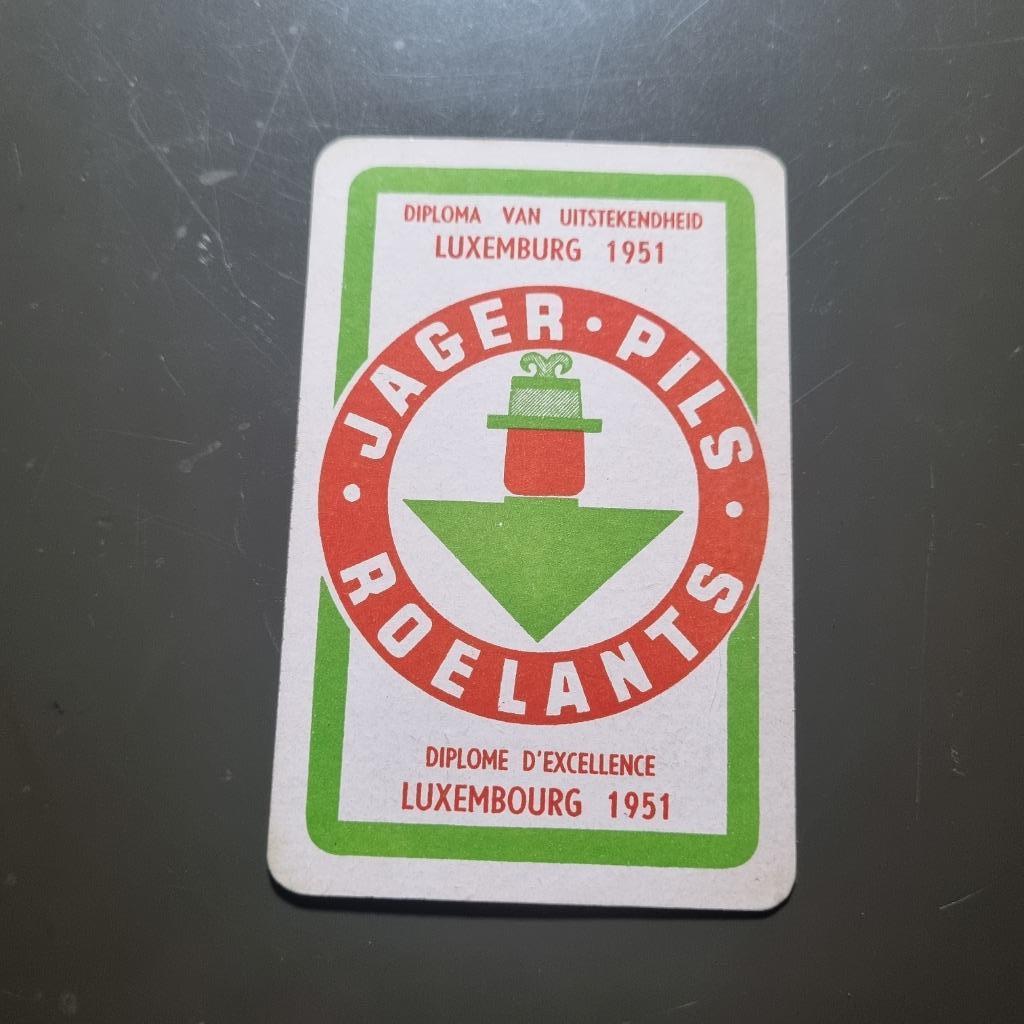 DIPLOMA VAN UITSTEKENDHEID
LUXEMBURG 1951
JAGER · PILS
· ROELANTS ·
DIPLOME D'EXCELLENCE
LUXEMBOURG 1951